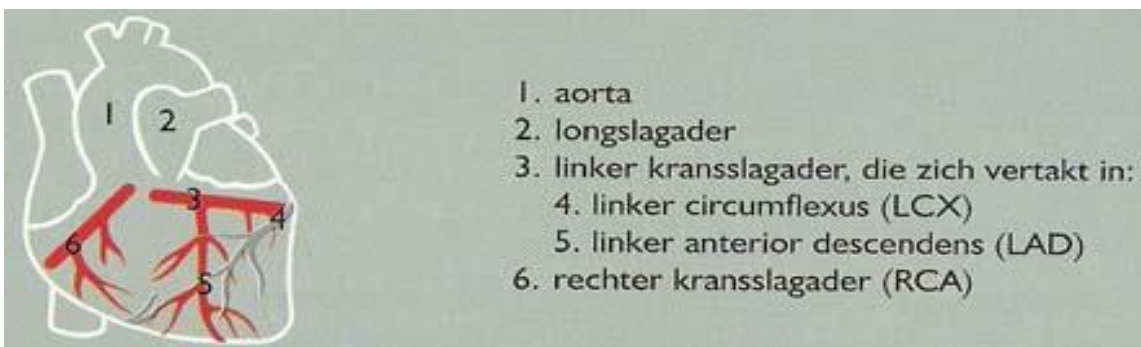 1
2
3
4
5
6
1. aorta
2. longslagader
3. linker kransslagader, die zich vertakt in:
4. linker circumflexus (LCX)
5. linker anterior descendens (LAD)
6. rechter kransslagader (RCA)